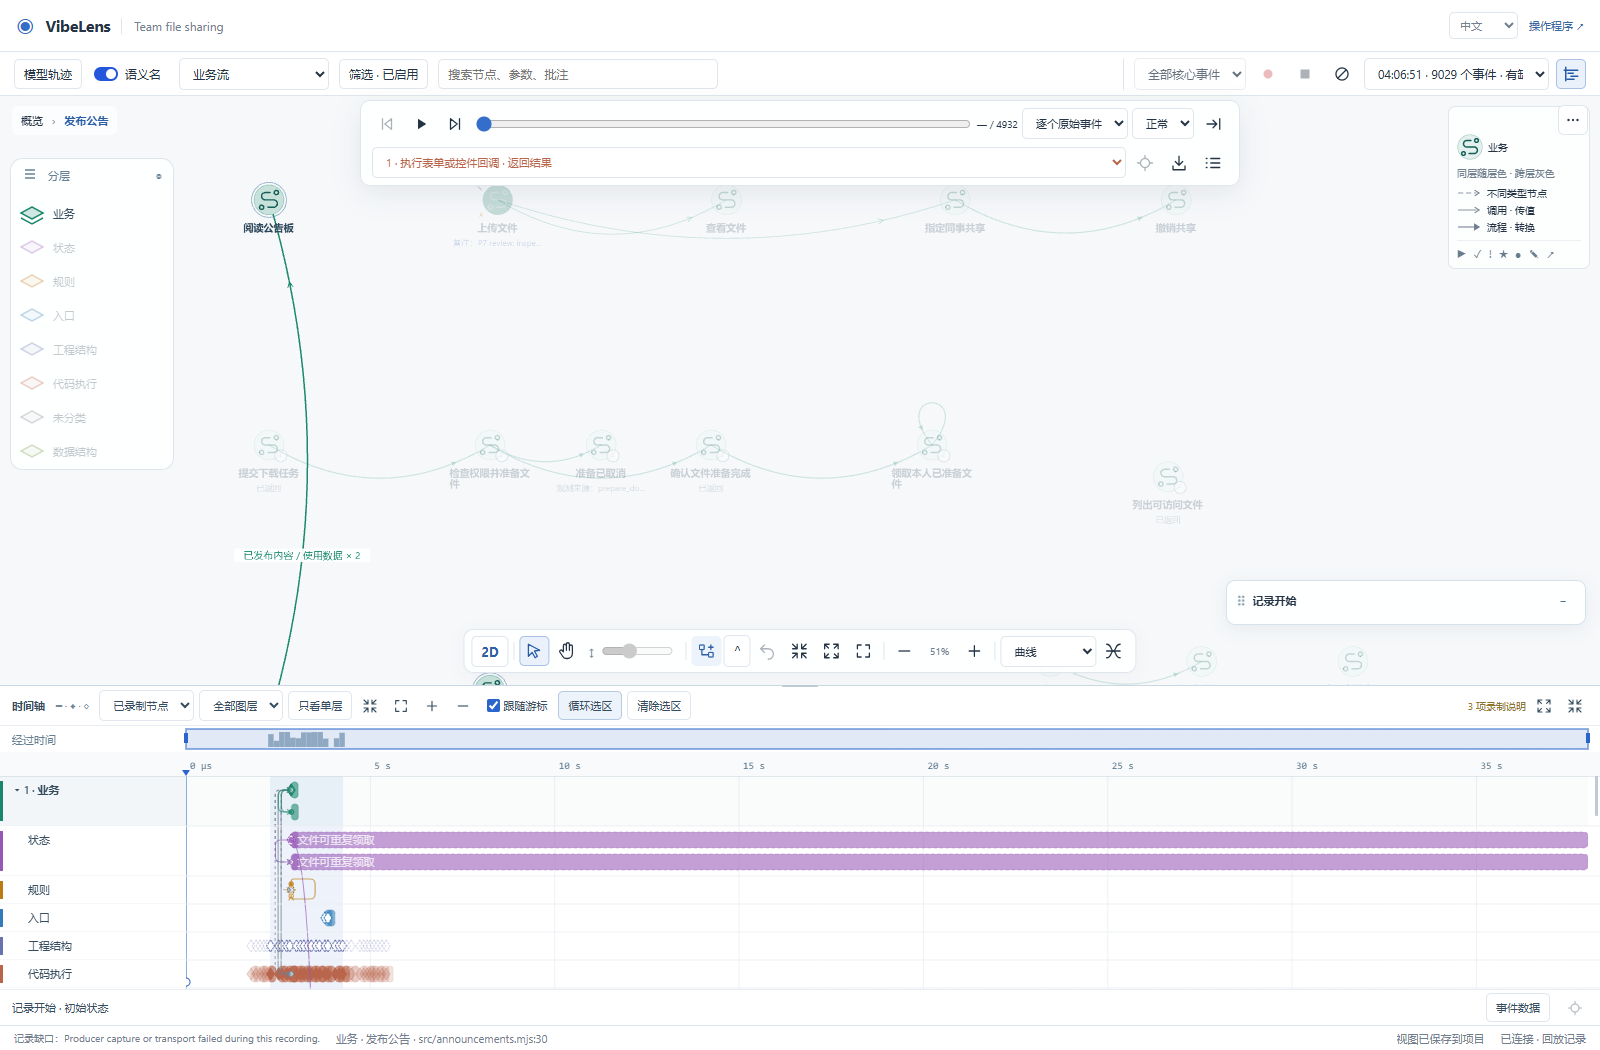 VibeLens
Team file sharing
中文
操作程序 ↗
模型轨迹
语义名
业务流
筛选 · 已启用
搜索节点、参数、批注
全部核心事件
04:06:51 · 9029 个事件 · 有缺
概览 › 发布公告
— / 4932
逐个原始事件
正常
1 · 执行表单或控件回调 · 返回结果
分层
业务
状态
规则
入口
工程结构
代码执行
未分类
数据结构
业务
同层随层色 · 跨层灰色
不同类型节点
调用 · 传值
流程 · 转换
阅读公告板
上传文件
备注: P7 review: inspe...
查看文件
指定同事共享
撤销共享
提交下载任务
已返回
检查权限并准备文件
准备已取消
prepare_du...
确认文件准备完成
已返回
领取本人已准备文件
列出可访问文件
已返回
已发布内容 / 使用数据 × 2
记录开始
2D
51%
曲线
时间轴
已录制节点
全部图层
只看单层
跟随游标
循环选区
清除选区
3 项录制说明
经过时间
0 μs
5 s
10 s
15 s
20 s
25 s
30 s
35 s
1 · 业务
状态
文件可重复领取
文件可重复领取
规则
入口
工程结构
代码执行
记录开始 · 初始状态
事件数据
记录缺口: Producer capture or transport failed during this recording.
业务 · 发布公告 · src/announcements.mjs:30
视图已保存到项目
已连接 · 回放记录